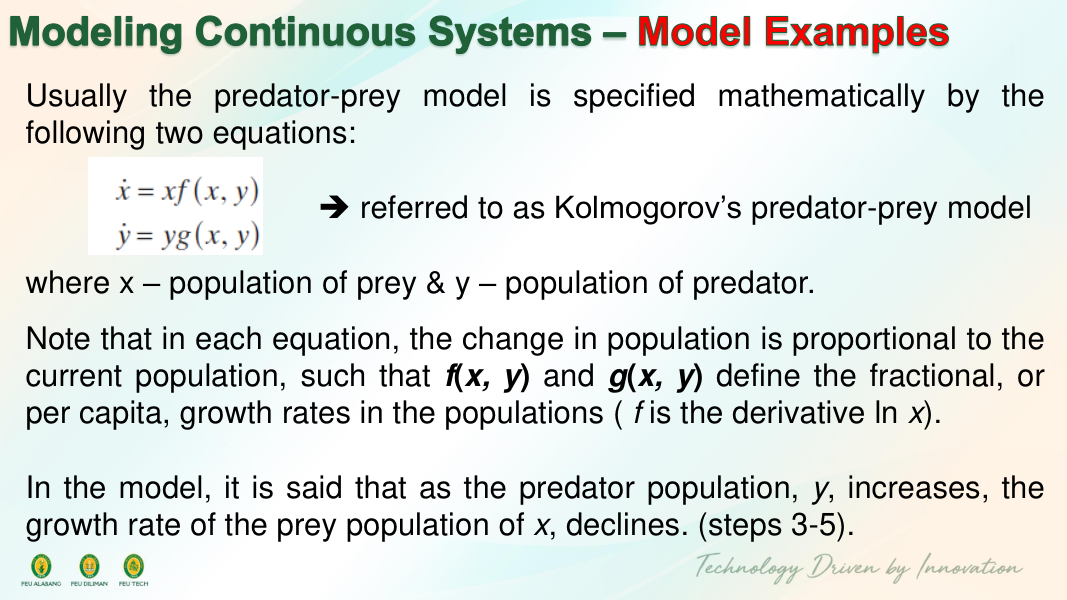 Modeling Continuous Systems – Model Examples
Usually the predator-prey model is specified mathematically by the
following two equations:
ẋ = xf(x, y)
➔ referred to as Kolmogorov’s predator-prey model
ẏ = yg(x, y)
where x – population of prey & y – population of predator.
Note that in each equation, the change in population is proportional to the
current population, such that f(x, y) and g(x, y) define the fractional, or
per capita, growth rates in the populations ( f is the derivative ln x).
In the model, it is said that as the predator population, y, increases, the
growth rate of the prey population of x, declines. (steps 3-5).
FEU ALABANG FEU DILIMAN FEU TECH
Technology Driven by Innovation